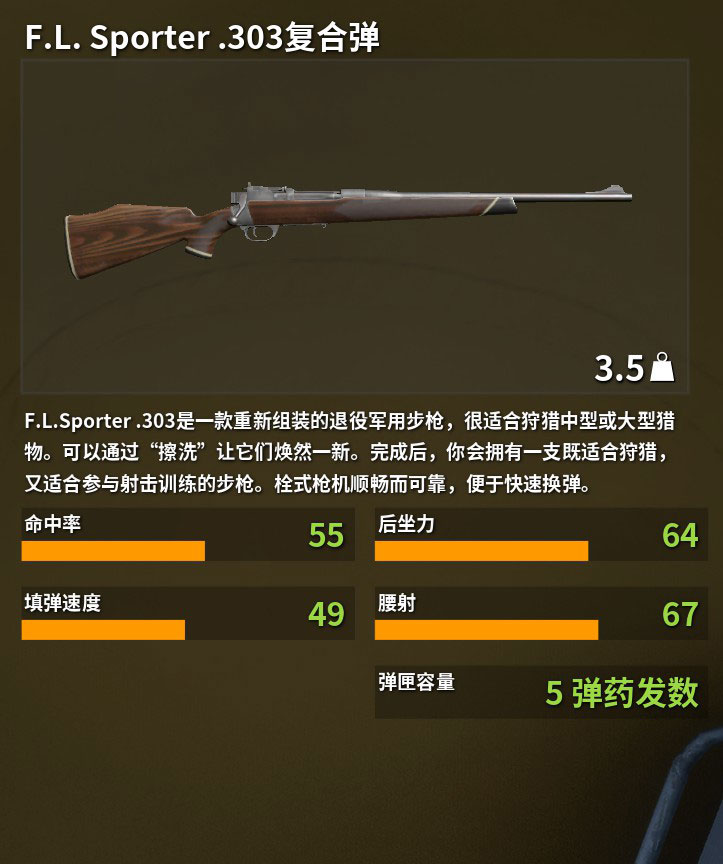 F.L. Sporter .303复合弹
3.5
F.L.Sporter .303是一款重新组装的退役军用步枪，很适合狩猎中型或大型猎
物。可以通过“擦洗”让它们焕然一新。完成后，你会拥有一支既适合狩猎，
又适合参与射击训练的步枪。栓式枪机顺畅而可靠，便于快速换弹。
命中率 55
后坐力 64
填弹速度 49
腰射 67
弹匣容量 5 弹药发数